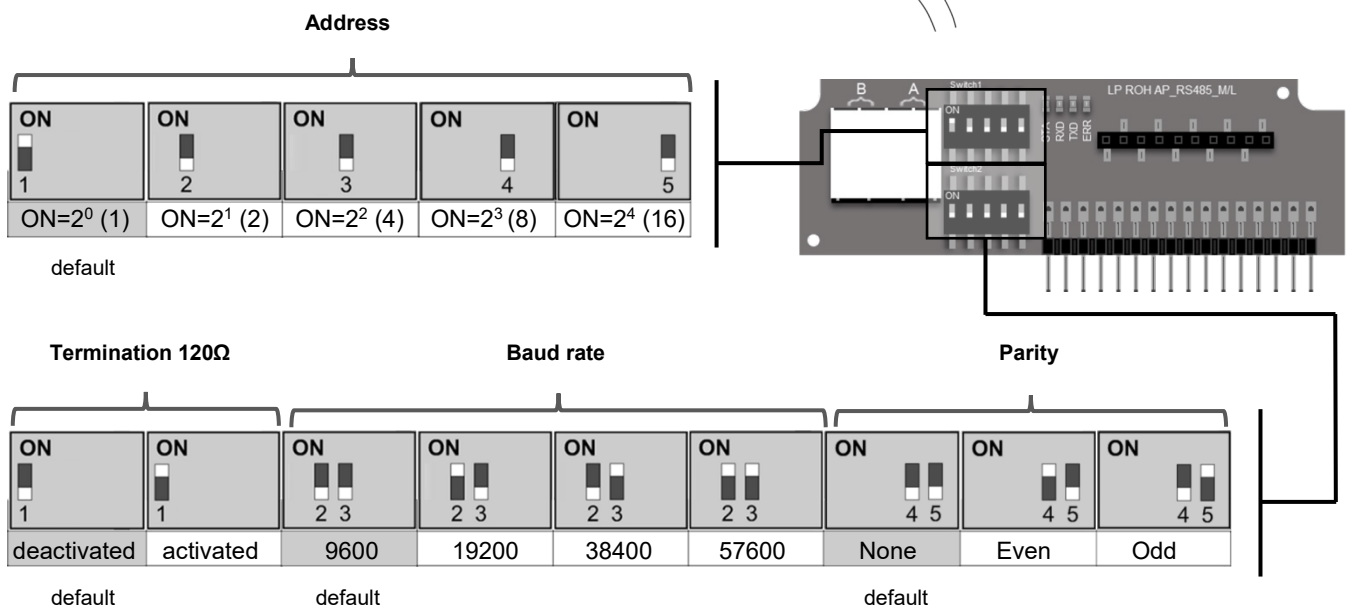 Address
ON ON ON ON ON
1 2 3 4 5
ON=2⁰ (1) ON=2¹ (2) ON=2² (4) ON=2³ (8) ON=2⁴ (16)
default
B A Switch1 LP ROH AP_RS485_M/L
ON
RXD TXD ERR
Switch2
ON
Termination 120Ω Baud rate Parity
ON ON ON ON ON ON ON ON ON
1 1 2 3 2 3 2 3 2 3 4 5 4 5 4 5
deactivated activated 9600 19200 38400 57600 None Even Odd
default default default